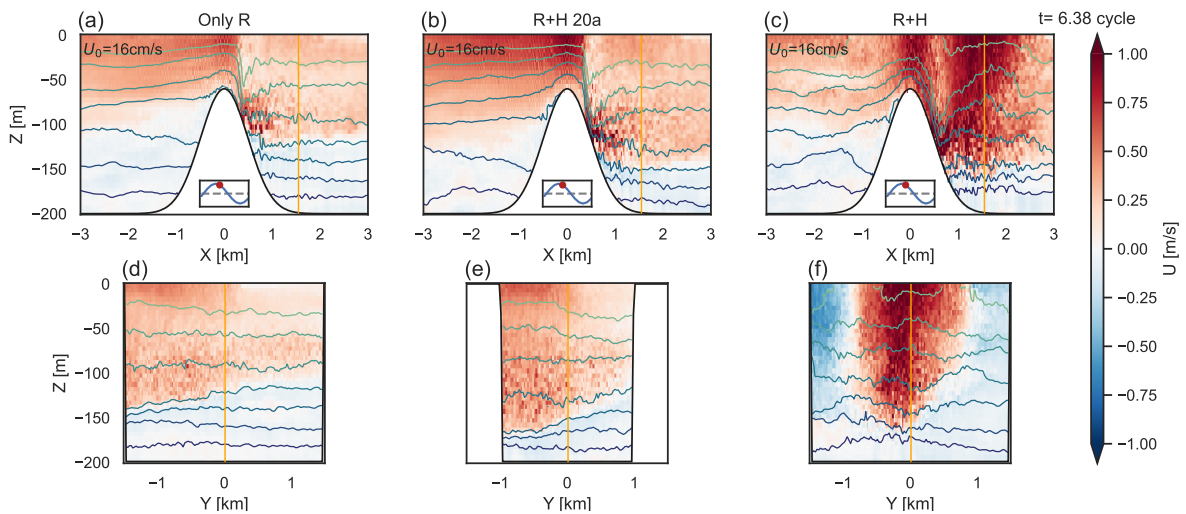 (a) Only R (b) R+H 20a (c) R+H t= 6.38 cycle
U0=16cm/s U0=16cm/s U0=16cm/s
Z [m]
0
−50
−100
−150
−200
−3 −2 −1 0 1 2 3
X [km]
−3 −2 −1 0 1 2 3
X [km]
−3 −2 −1 0 1 2 3
X [km]
1.00
0.75
0.50
0.25
0.00
−0.25
−0.50
−0.75
−1.00
U [m/s]
(d) (e) (f)
Z [m]
0
−50
−100
−150
−200
−1 0 1
Y [km]
−1 0 1
Y [km]
−1 0 1
Y [km]